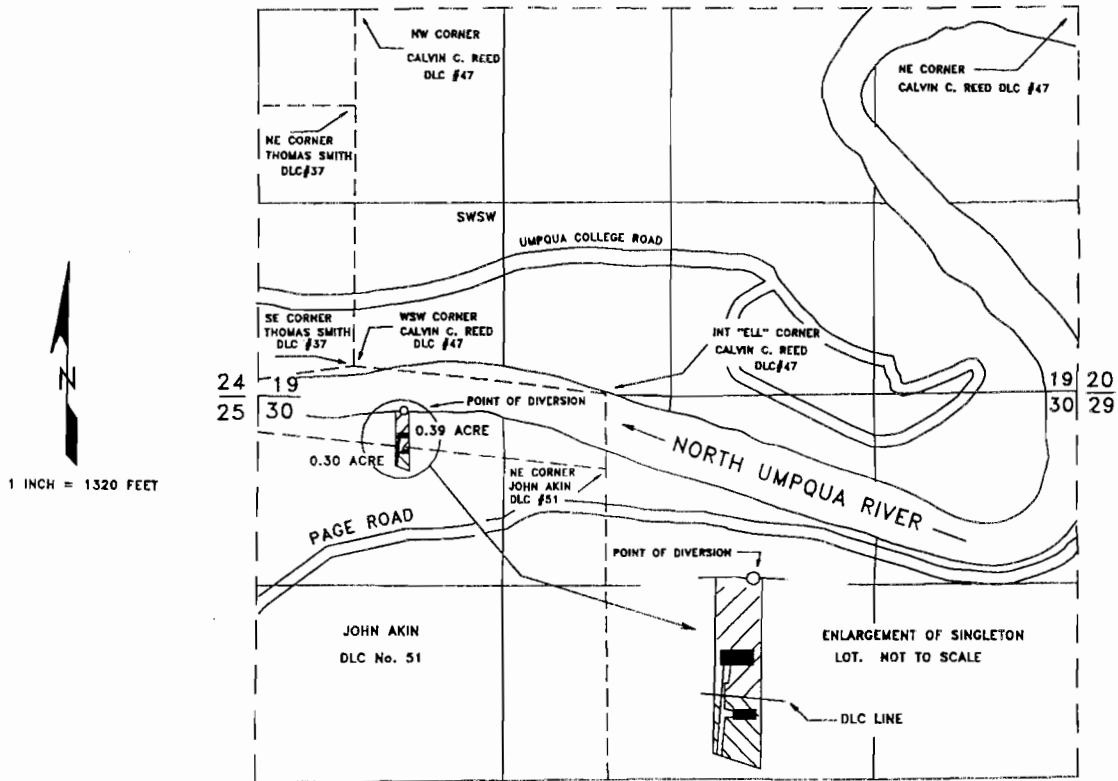 NW CORNER
CALVIN C. REED
DLC #47
NE CORNER
CALVIN C. REED DLC #47
NE CORNER
THOMAS SMITH
DLC#37
SWSW
UMPQUA COLLEGE ROAD
SE CORNER
THOMAS SMITH
DLC #37
WSW CORNER
CALVIN C. REED
DLC #47
INT "ELL" CORNER
CALVIN C. REED
DLC#47
N
24 19
25 30
19 20
30 29
POINT OF DIVERSION
0.39 ACRE
0.30 ACRE
1 INCH = 1320 FEET
NE CORNER
JOHN AKIN
DLC #51
NORTH UMPQUA RIVER
PAGE ROAD
POINT OF DIVERSION
JOHN AKIN
DLC No. 51
ENLARGEMENT OF SINGLETON
LOT. NOT TO SCALE
DLC LINE